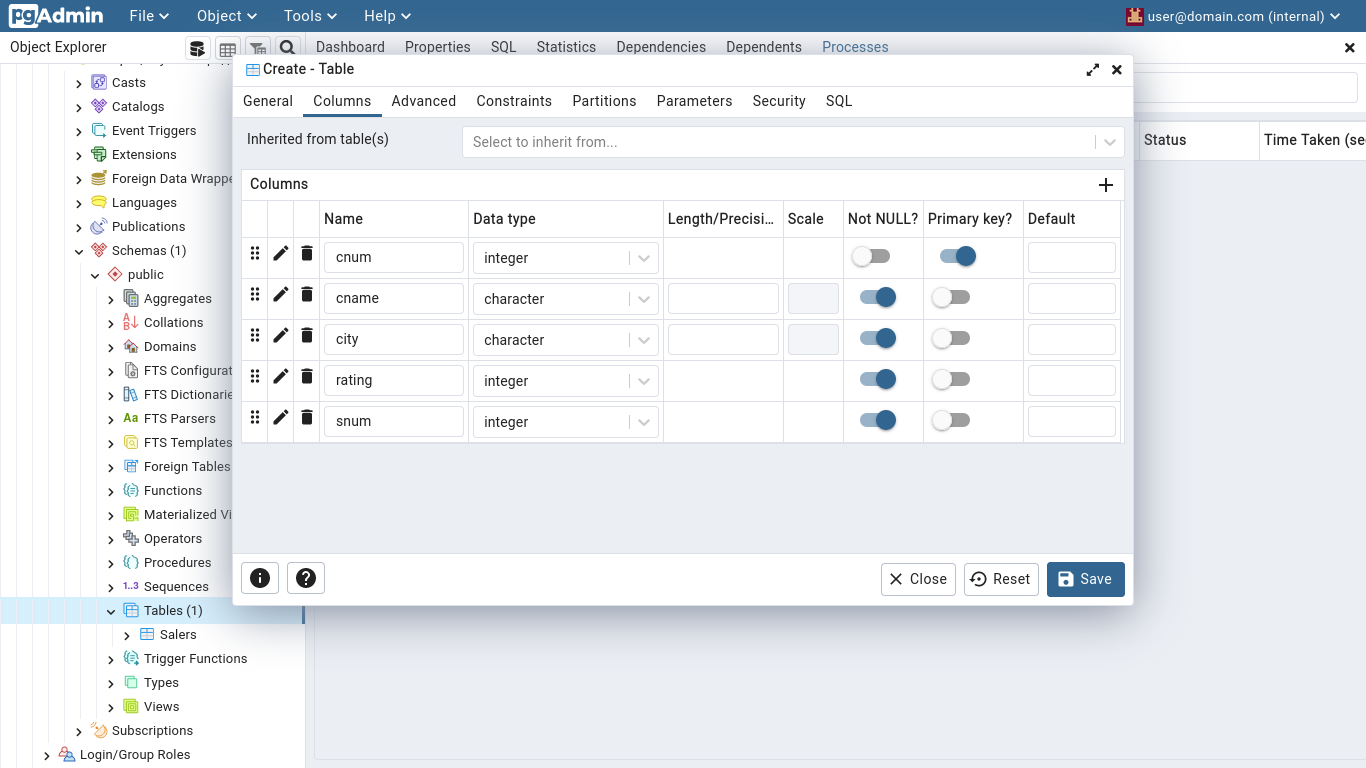 pgAdmin File Object Tools Help user@domain.com (internal)
Object Explorer Dashboard Properties SQL Statistics Dependencies Dependents Processes
Create - Table
General Columns Advanced Constraints Partitions Parameters Security SQL
Inherited from table(s) Select to inherit from...
Status Time Taken (se
Columns
Name Data type Length/Precisi... Scale Not NULL? Primary key? Default
cnum integer
cname character
city character
rating integer
snum integer
Close Reset Save
Casts
Catalogs
Event Triggers
Extensions
Foreign Data Wrappe
Languages
Publications
Schemas (1)
public
Aggregates
Collations
Domains
FTS Configurat
FTS Dictionarie
FTS Parsers
FTS Templates
Foreign Tables
Functions
Materialized Vi
Operators
Procedures
1..3 Sequences
Tables (1)
Salers
Trigger Functions
Types
Views
Subscriptions
Login/Group Roles